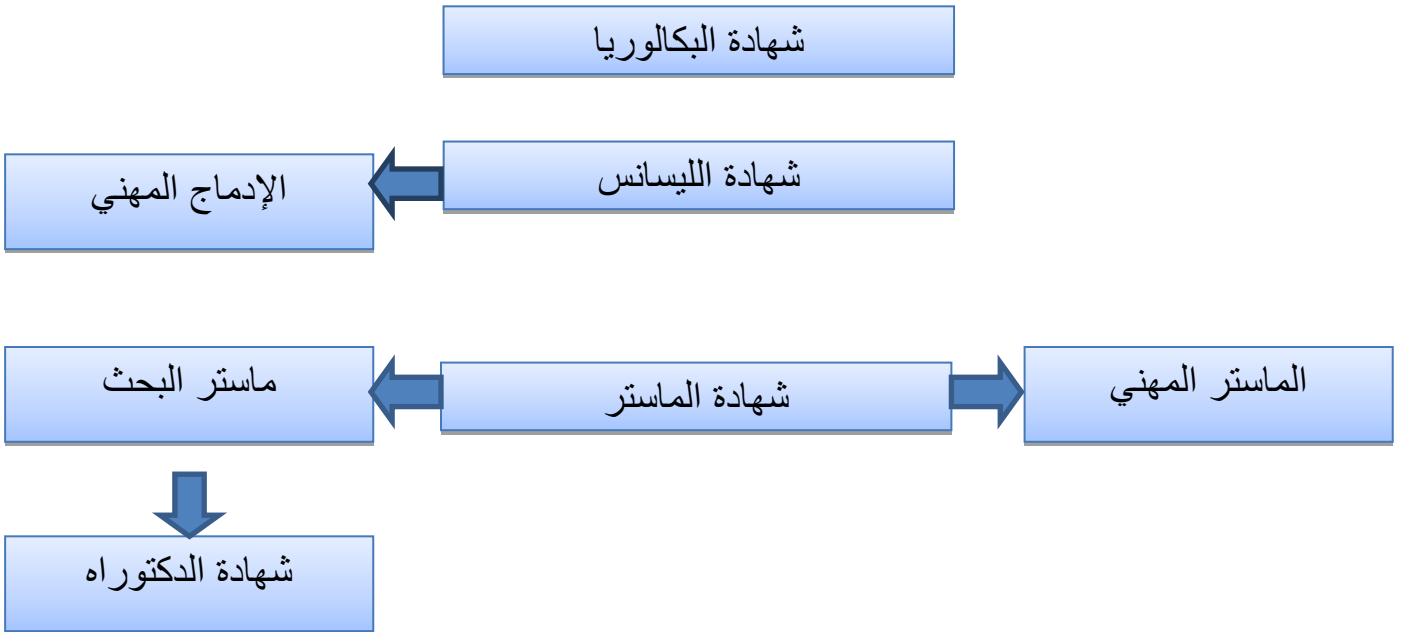 شهادة البكالوريا
شهادة الليسانس
الإدماج المهني
الماستر المهني
شهادة الماستر
ماستر البحث
شهادة الدكتوراه